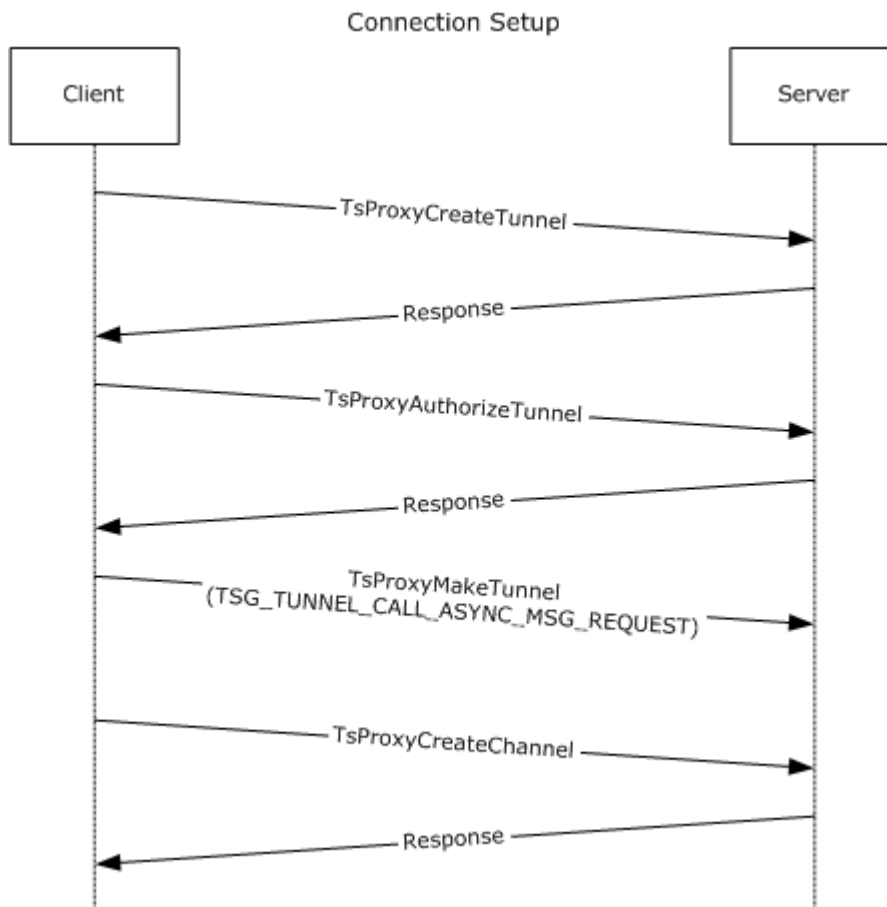 Connection Setup
Client
Server
TsProxyCreateTunnel
Response
TsProxyAuthorizeTunnel
Response
TsProxyMakeTunnel
(TSG_TUNNEL_CALL_ASYNC_MSG_REQUEST)
TsProxyCreateChannel
Response